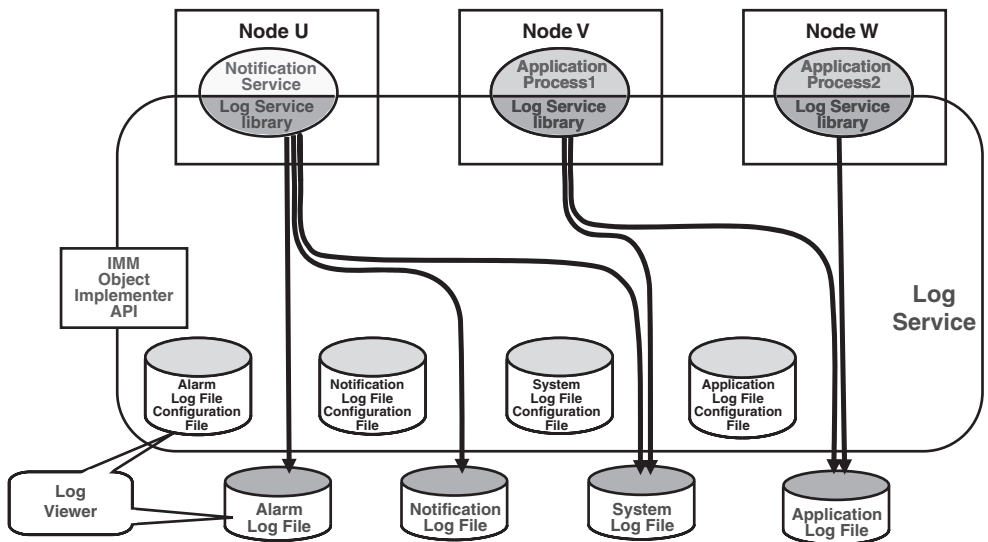 Node U
Node V
Node W
Notification
Service
Log Service
library
Application
Process1
Log Service
library
Application
Process2
Log Service
library
IMM
Object
Implementer
API
Log
Service
Alarm
Log File
Configuration
File
Notification
Log File
Configuration
File
System
Log File
Configuration
File
Application
Log File
Configuration
File
Log
Viewer
Alarm
Log File
Notification
Log File
System
Log File
Application
Log File